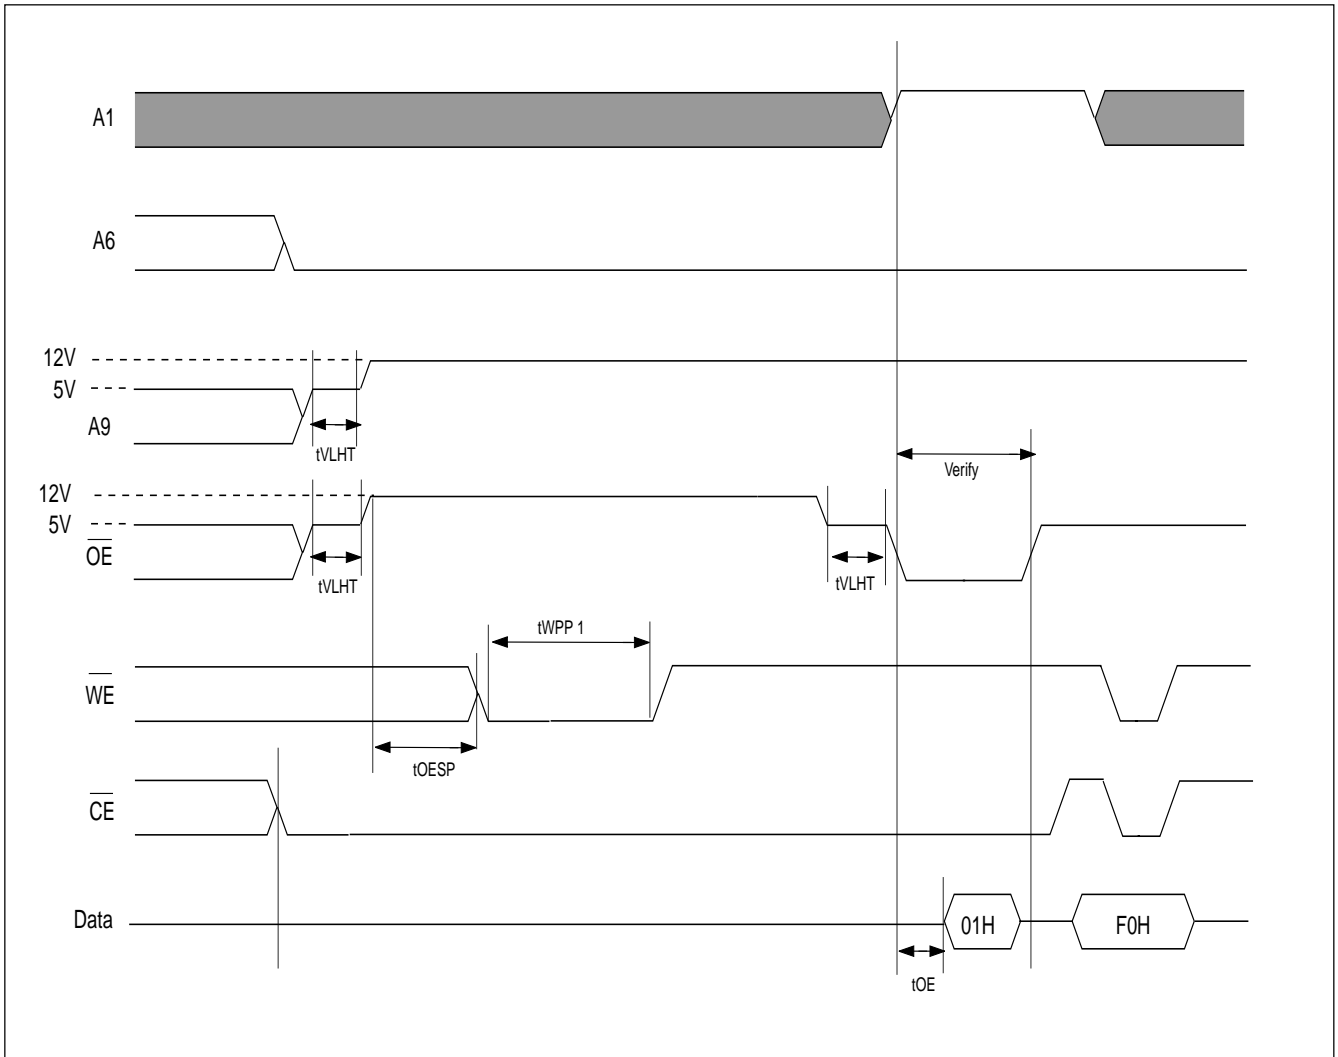 A1
A6
12V
5V
A9
tVLHT
Verify
12V
5V
OE
tVLHT
tVLHT
tWPP 1
WE
tOESP
CE
Data
01H
F0H
tOE